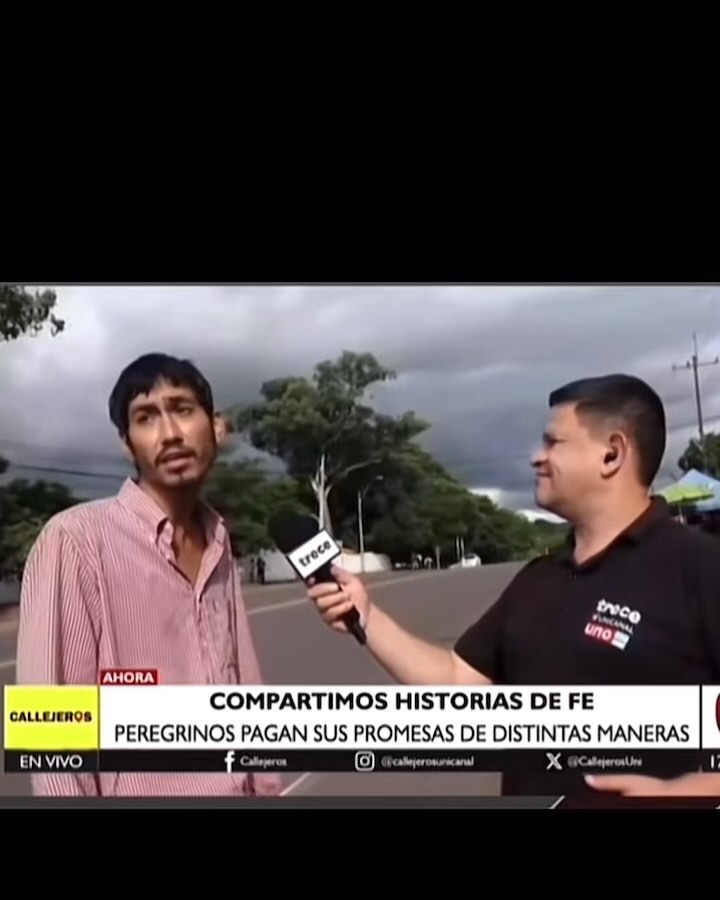 trece
trece
UNICANAL
uno
AHORA
CALLEJEROS
COMPARTIMOS HISTORIAS DE FE
PEREGRINOS PAGAN SUS PROMESAS DE DISTINTAS MANERAS
EN VIVO
Callejeros
@callejerosunicanal
@CallejerosUni